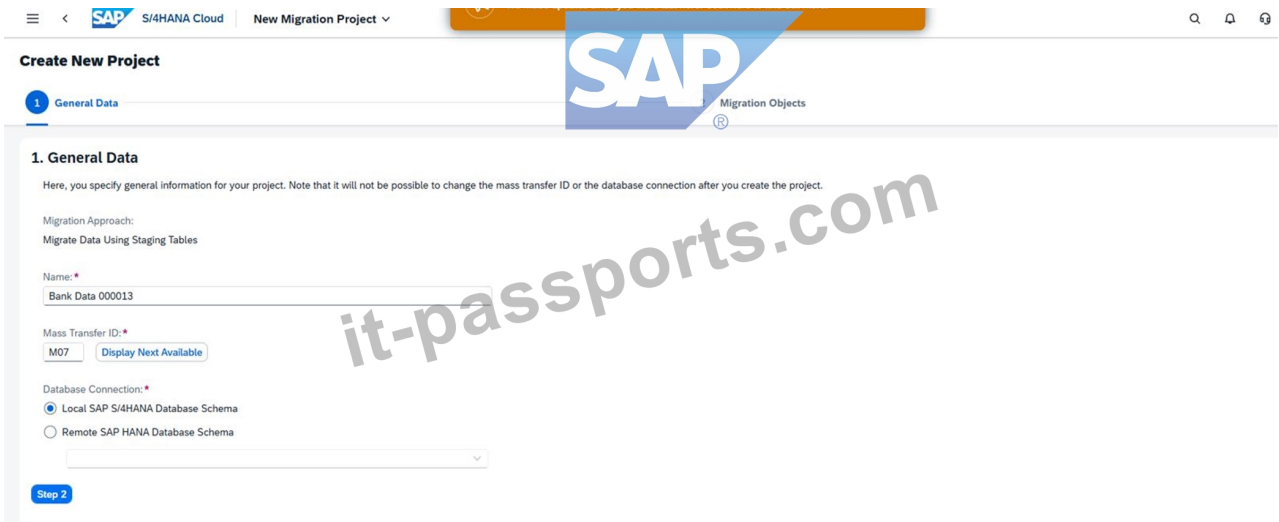 SAP S/4HANA Cloud New Migration Project
Create New Project
SAP
®
1 General Data
Migration Objects
1. General Data
Here, you specify general information for your project. Note that it will not be possible to change the mass transfer ID or the database connection after you create the project.
Migration Approach:
Migrate Data Using Staging Tables
it-passports.com
Name:*
Bank Data 000013
Mass Transfer ID:*
M07 Display Next Available
Database Connection:*
Local SAP S/4HANA Database Schema
Remote SAP HANA Database Schema
Step 2